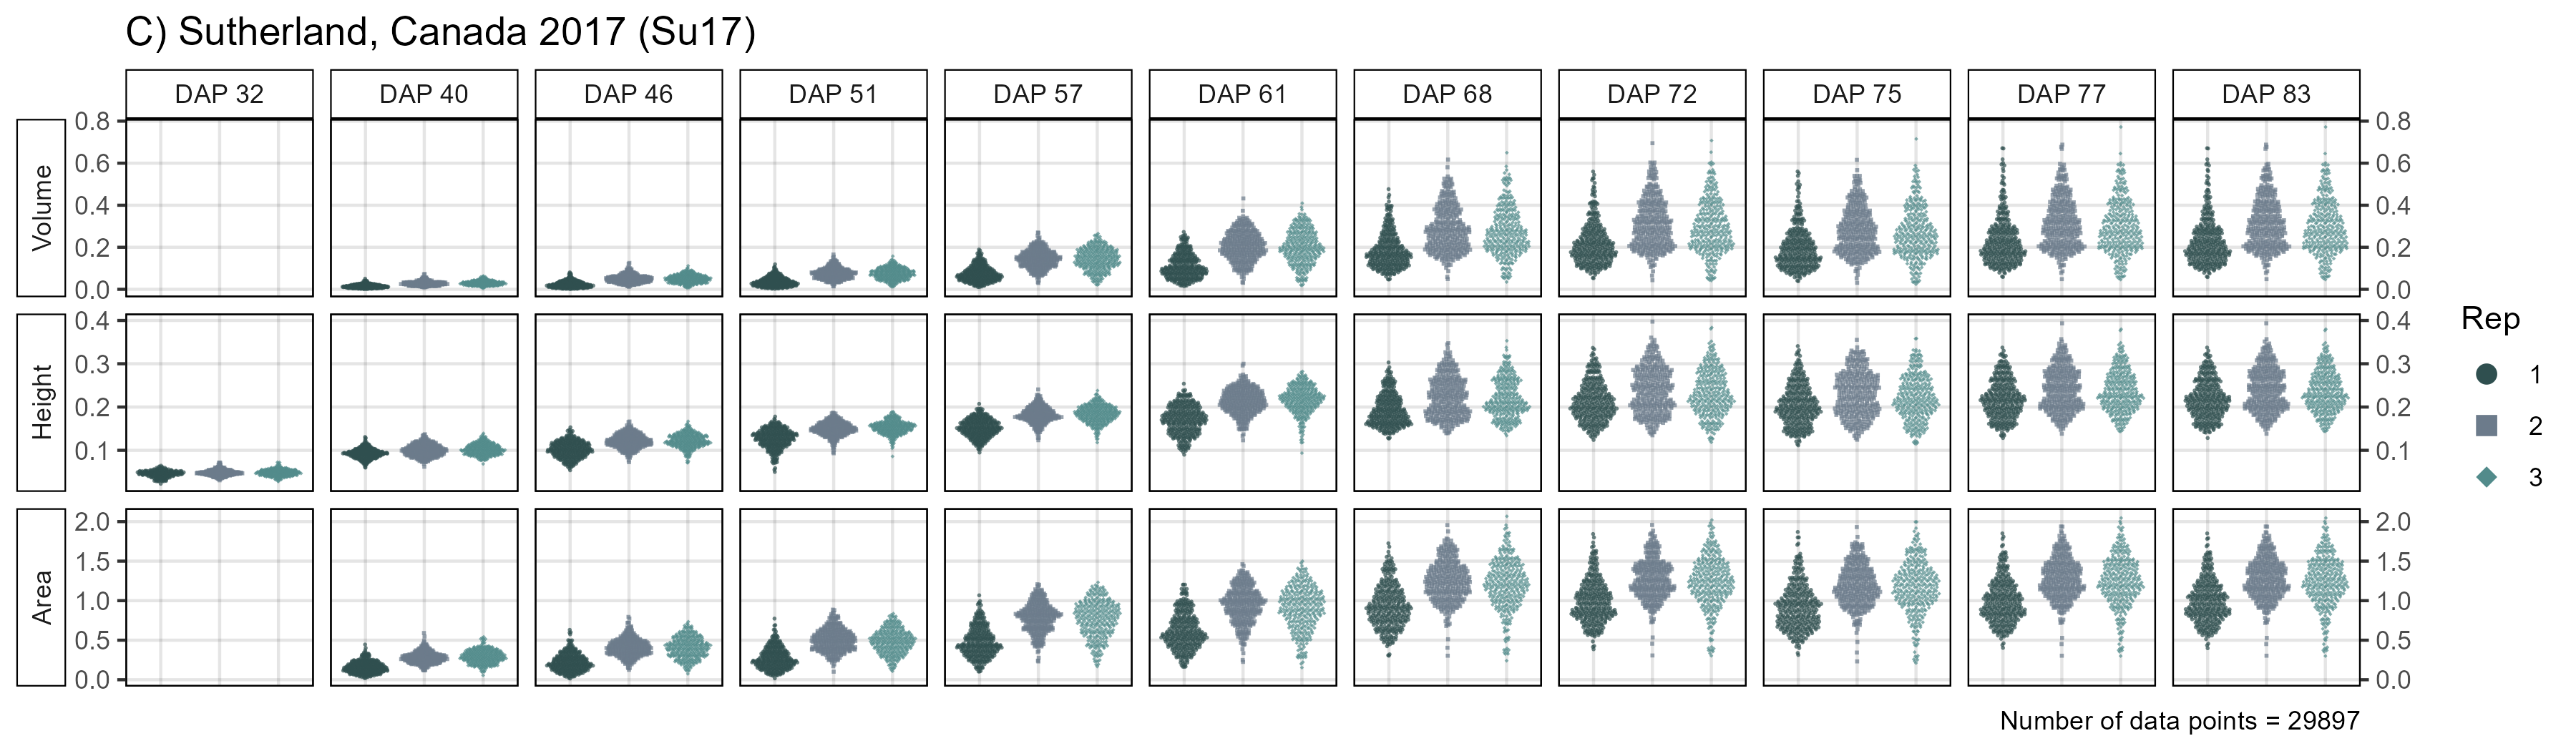 C) Sutherland, Canada 2017 (Su17)
DAP 32 DAP 40 DAP 46 DAP 51 DAP 57 DAP 61 DAP 68 DAP 72 DAP 75 DAP 77 DAP 83
Volume
0.8 0.8
0.6 0.6
0.4 0.4
0.2 0.2
0.0 0.0
Height
0.4 0.4
0.3 0.3
0.2 0.2
0.1 0.1
Area
2.0 2.0
1.5 1.5
1.0 1.0
0.5 0.5
0.0 0.0
Rep
1
2
3
Number of data points = 29897